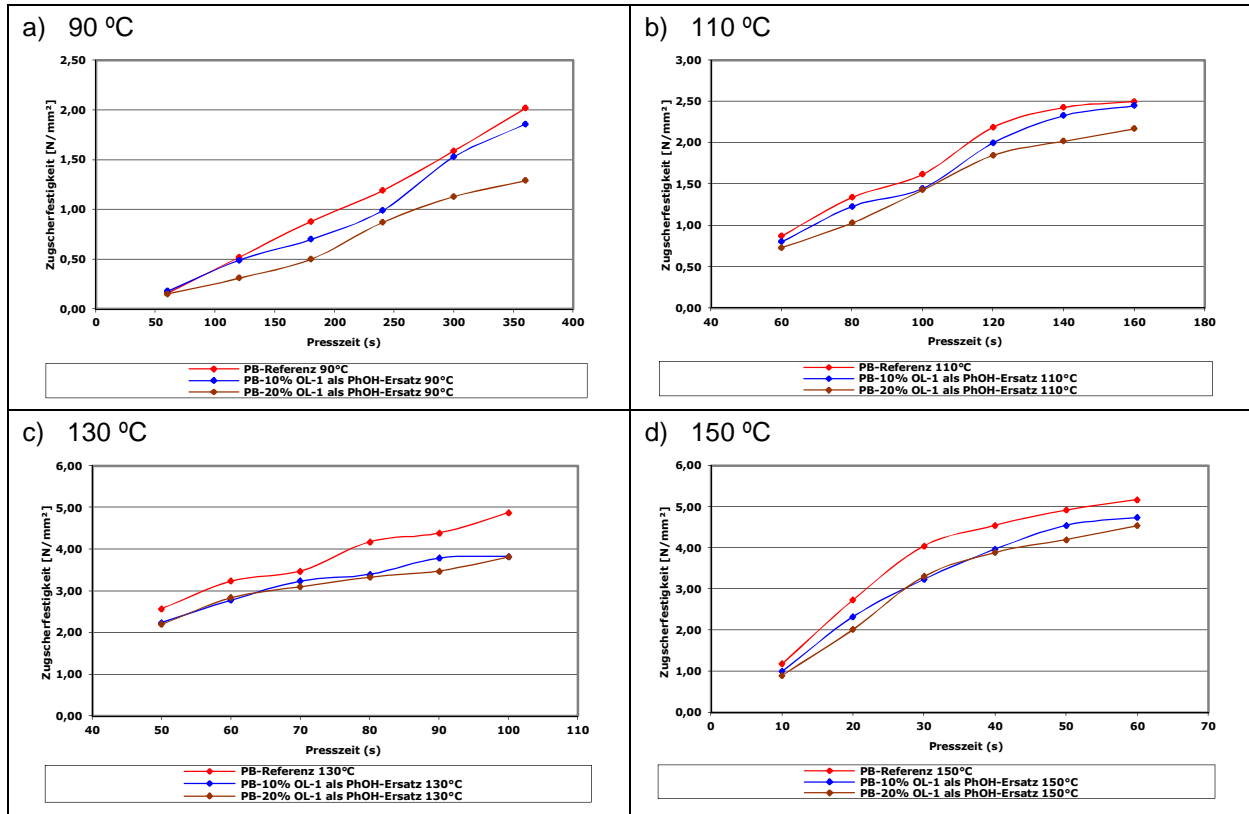 a) 90 ºC
2,50
2,00
1,50
1,00
0,50
0,00
Zugscherfestigkeit [N/mm²]
0 50 100 150 200 250 300 350 400
Presszeit (s)
PB-Referenz 90°C
PB-10% OL-1 als PhOH-Ersatz 90°C
PB-20% OL-1 als PhOH-Ersatz 90°C
b) 110 ºC
3,00
2,50
2,00
1,50
1,00
0,50
0,00
Zugscherfestigkeit [N/mm²]
40 60 80 100 120 140 160 180
Presszeit (s)
PB-Referenz 110°C
PB-10% OL-1 als PhOH-Ersatz 110°C
PB-20% OL-1 als PhOH-Ersatz 110°C
c) 130 ºC
6,00
5,00
4,00
3,00
2,00
1,00
0,00
Zugscherfestigkeit [N/mm²]
40 50 60 70 80 90 100 110
Presszeit (s)
PB-Referenz 130°C
PB-10% OL-1 als PhOH-Ersatz 130°C
PB-20% OL-1 als PhOH-Ersatz 130°C
d) 150 ºC
6,00
5,00
4,00
3,00
2,00
1,00
0,00
Zugscherfestigkeit [N/mm²]
0 10 20 30 40 50 60 70
Presszeit (s)
PB-Referenz 150°C
PB-10% OL-1 als PhOH-Ersatz 150°C
PB-20% OL-1 als PhOH-Ersatz 150°C